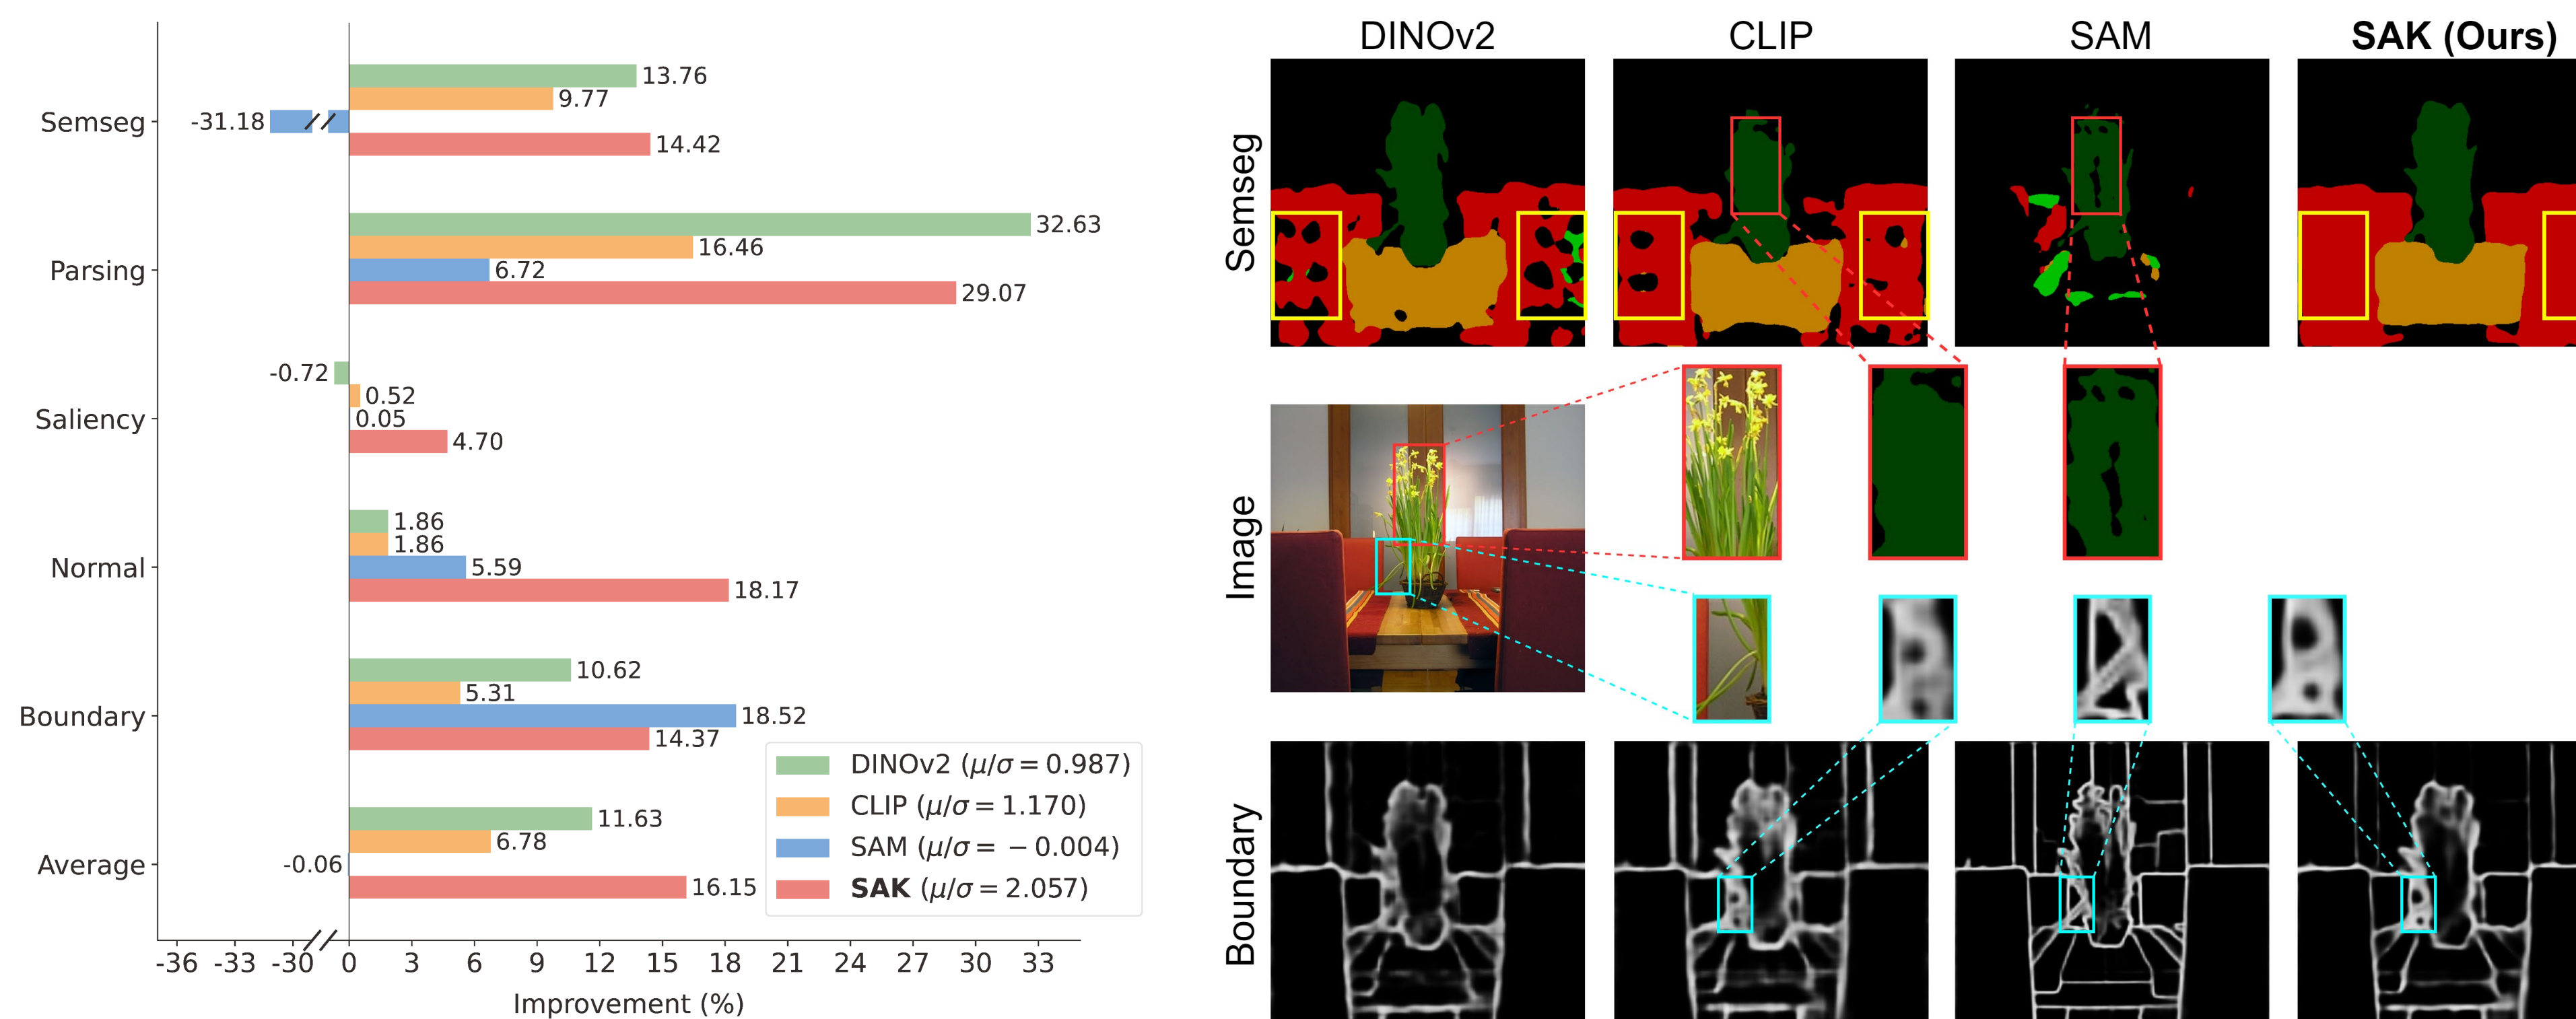 Semseg
13.76
9.77
-31.18
14.42
Parsing
32.63
16.46
6.72
29.07
Saliency
-0.72
0.52
0.05
4.70
Normal
1.86
1.86
5.59
18.17
Boundary
10.62
5.31
18.52
14.37
Average
11.63
6.78
-0.06
16.15
DINOv2 (μ/σ = 0.987)
CLIP (μ/σ = 1.170)
SAM (μ/σ = − 0.004)
SAK (μ/σ = 2.057)
-36 -33 -30 0 3 6 9 12 15 18 21 24 27 30 33
Improvement (%)
DINOv2 CLIP SAM SAK (Ours)
Semseg
Image
Boundary